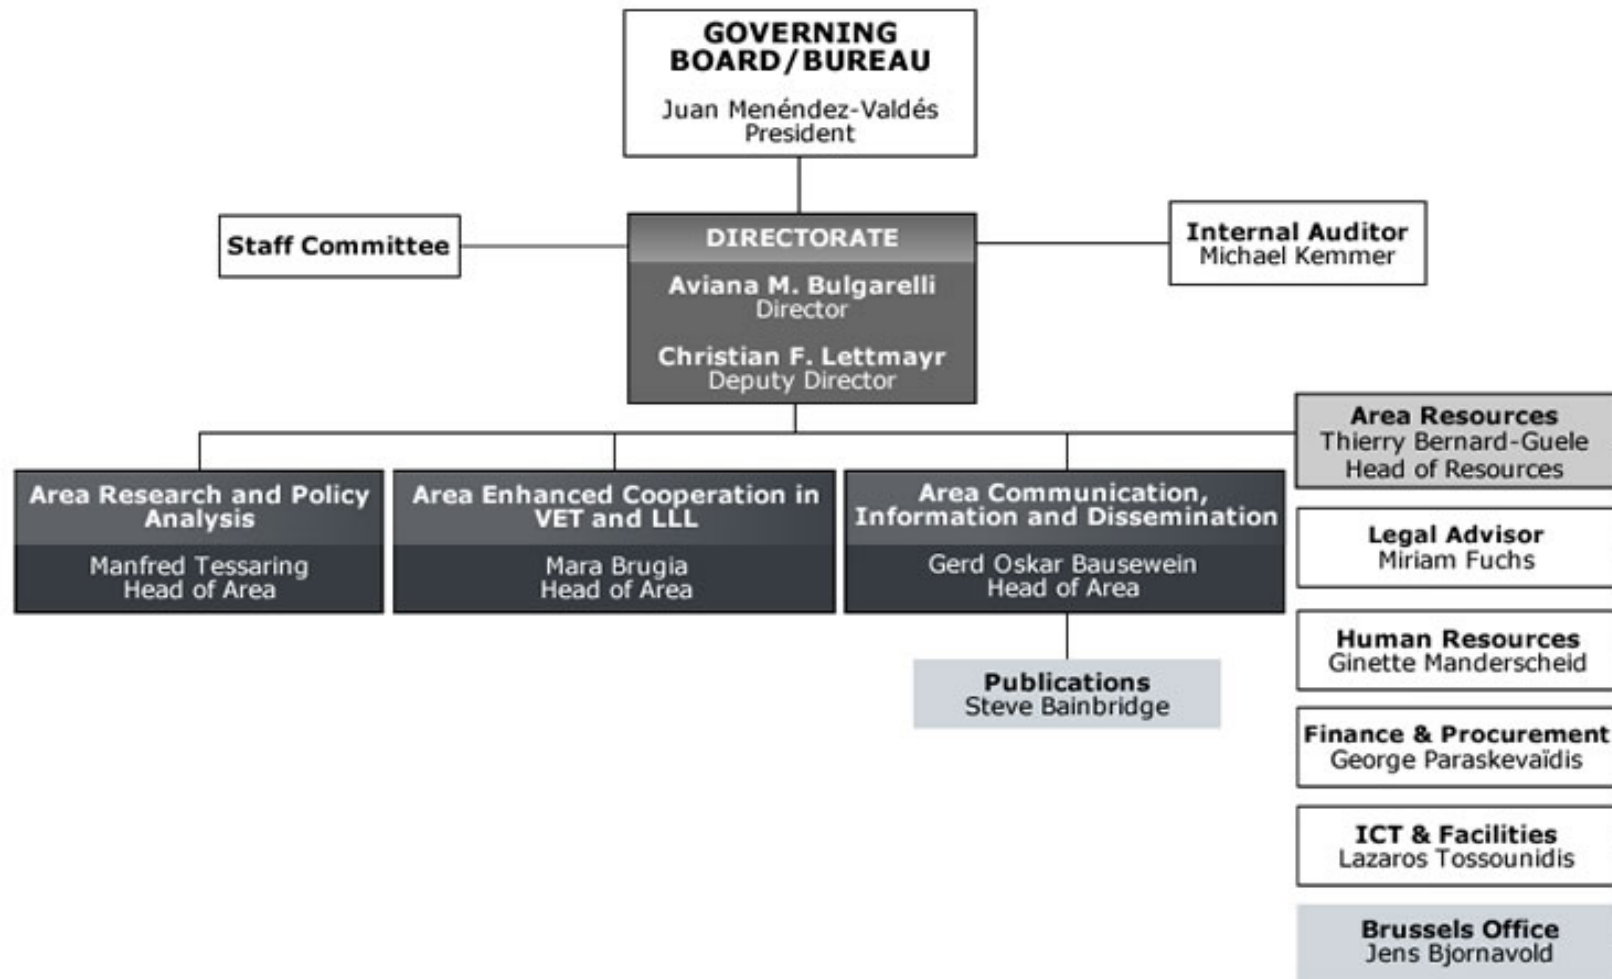 GOVERNING
BOARD/BUREAU
Juan Menéndez-Valdés
President
Staff Committee
DIRECTORATE
Aviana M. Bulgarelli
Director
Christian F. Lettmayr
Deputy Director
Internal Auditor
Michael Kemmer
Area Research and Policy
Analysis
Manfred Tessaring
Head of Area
Area Enhanced Cooperation in
VET and LLL
Mara Brugia
Head of Area
Area Communication,
Information and Dissemination
Gerd Oskar Bausewein
Head of Area
Publications
Steve Bainbridge
Area Resources
Thierry Bernard-Guele
Head of Resources
Legal Advisor
Miriam Fuchs
Human Resources
Ginette Manderscheid
Finance & Procurement
George Paraskevaïdis
ICT & Facilities
Lazaros Tossounidis
Brussels Office
Jens Bjornavold